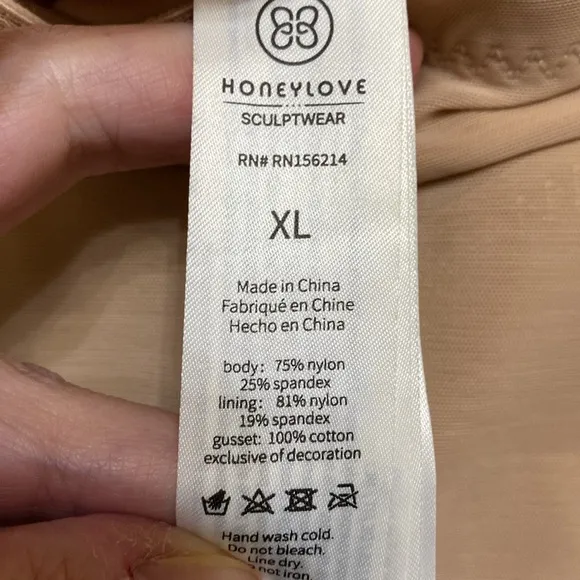 HONEYLOVE
SCULPTWEAR
RN# RN156214
XL
Made in China
Fabriqué en Chine
Hecho en China
body: 75% nylon
25% spandex
lining: 81% nylon
19% spandex
gusset: 100% cotton
exclusive of decoration
Hand wash cold.
Do not bleach.
Line dry.
not iron.